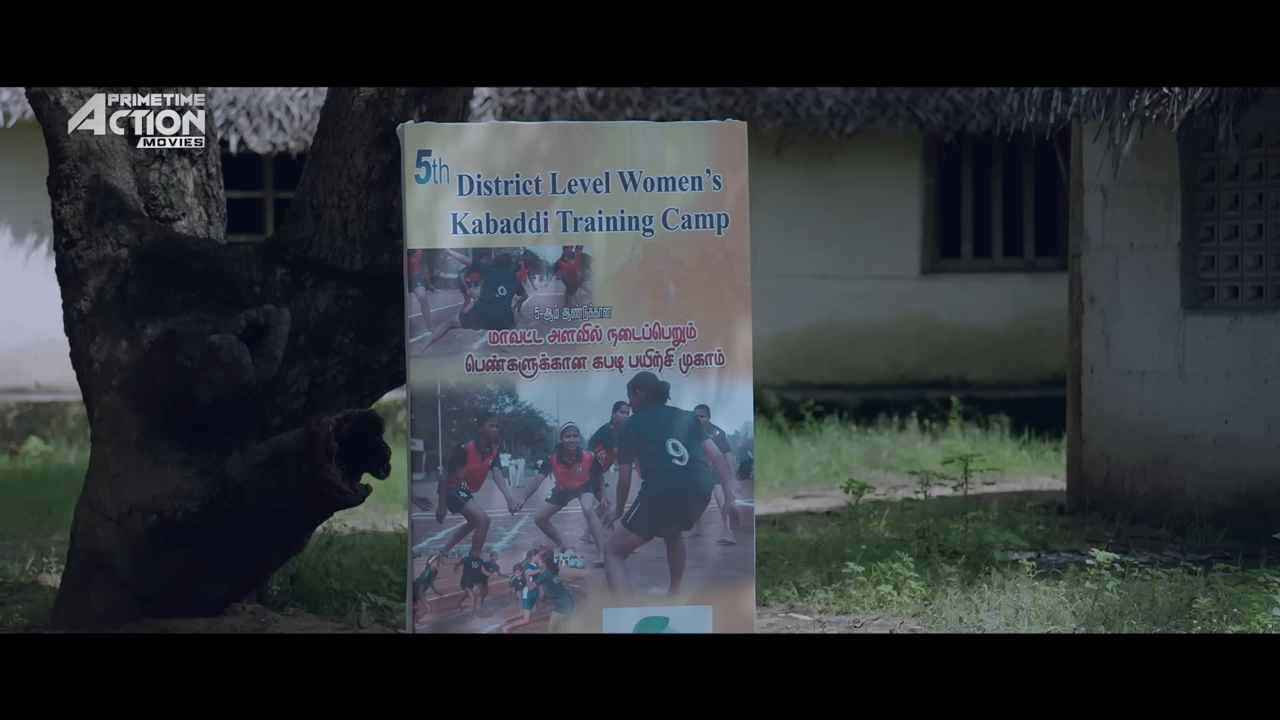 PRIMETIME
ACTION
MOVIES
5th
District Level Women's
Kabaddi Training Camp
5-ஆம் ஆண்டுக்கான
மாவட்ட அளவில் நடைப்பெறும்
பெண்களுக்கான கபடி பயிற்சி முகாம்
9